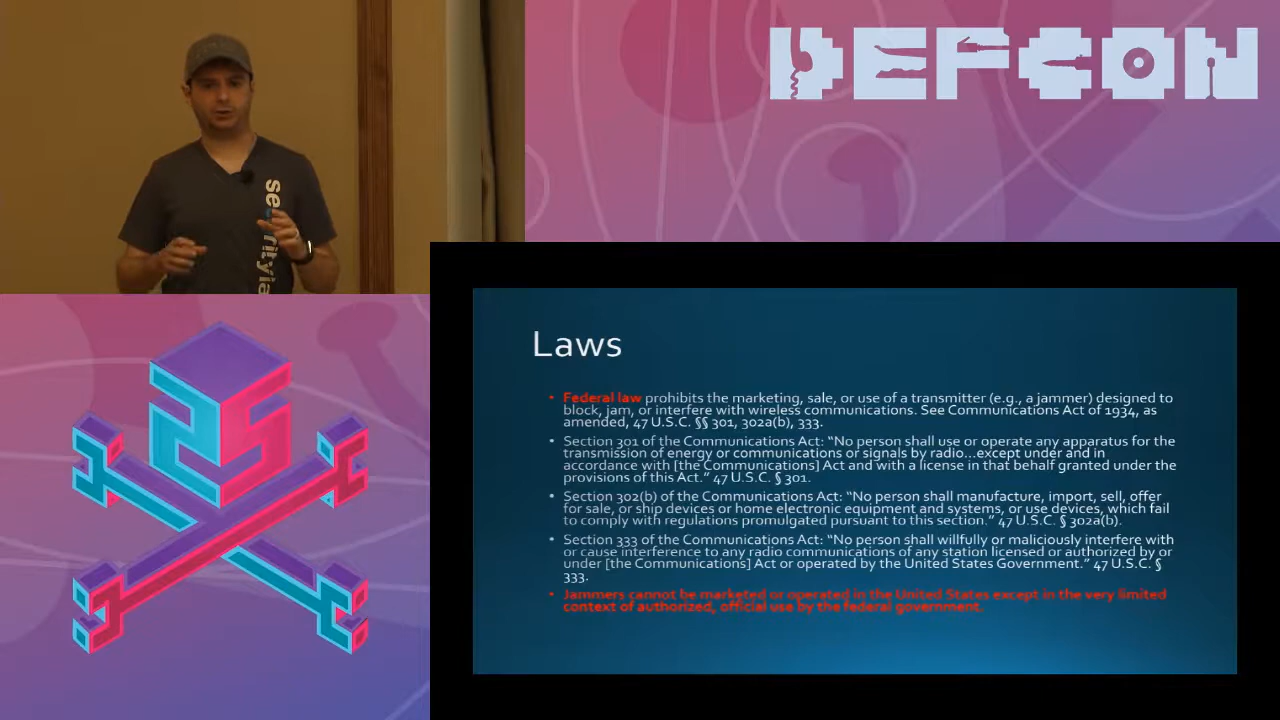 DEFCON
se
rityla
Laws
• Federal law prohibits the marketing, sale, or use of a transmitter (e.g., a jammer) designed to
block, jam, or interfere with wireless communications. See Communications Act of 1934, as
amended, 47 U.S.C. §§ 301, 302a(b), 333.
• Section 301 of the Communications Act: “No person shall use or operate any apparatus for the
transmission of energy or communications or signals by radio...except under and in
accordance with [the Communications] Act and with a license in that behalf granted under the
provisions of this Act.” 47 U.S.C. § 301.
• Section 302(b) of the Communications Act: “No person shall manufacture, import, sell, offer
for sale, or ship devices or home electronic equipment and systems, or use devices, which fail
to comply with regulations promulgated pursuant to this section.” 47 U.S.C. § 302a(b).
• Section 333 of the Communications Act: “No person shall willfully or maliciously interfere with
or cause interference to any radio communications of any station licensed or authorized by or
under [the Communications] Act or operated by the United States Government.” 47 U.S.C. §
333.
• Jammers cannot be marketed or operated in the United States except in the very limited
context of authorized, official use by the federal government.